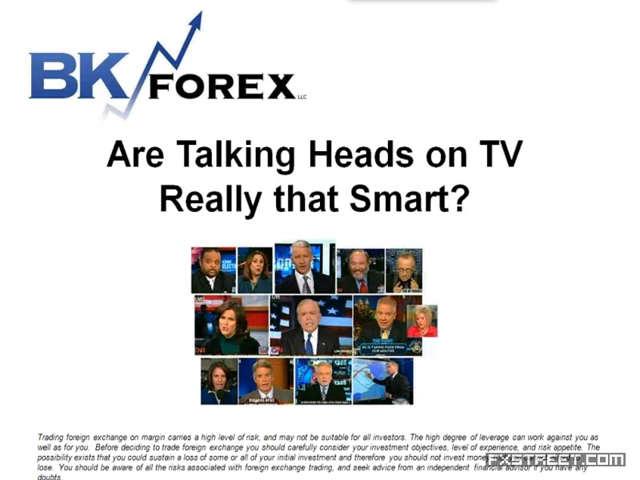 BK FOREX LLC
Are Talking Heads on TV
Really that Smart?
Trading foreign exchange on margin carries a high level of risk, and may not be suitable for all investors. The high degree of leverage can work against you as
well as for you. Before deciding to trade foreign exchange you should carefully consider your investment objectives, level of experience, and risk appetite. The
possibility exists that you could sustain a loss of some or all of your initial investment and therefore you should not invest
lose. You should be aware of all the risks associated with foreign exchange trading, and seek advice from an independent financial advisor if you have any
doubts.
FXSTREET.COM